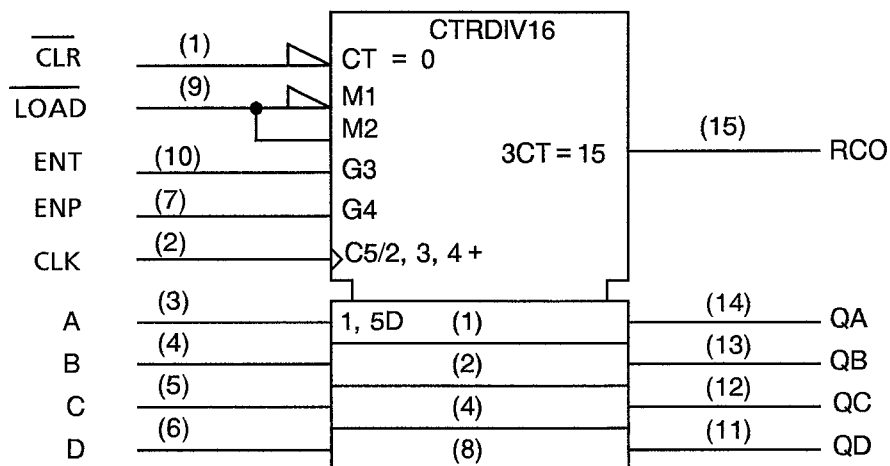 CTRDIV16
CLR (1) CT = 0
LOAD (9) M1
M2
ENT (10) G3 3CT = 15 (15) RCO
ENP (7) G4
CLK (2) C5/2, 3, 4 +
A (3) 1, 5D (1) (14) QA
B (4) (2) (13) QB
C (5) (4) (12) QC
D (6) (8) (11) QD